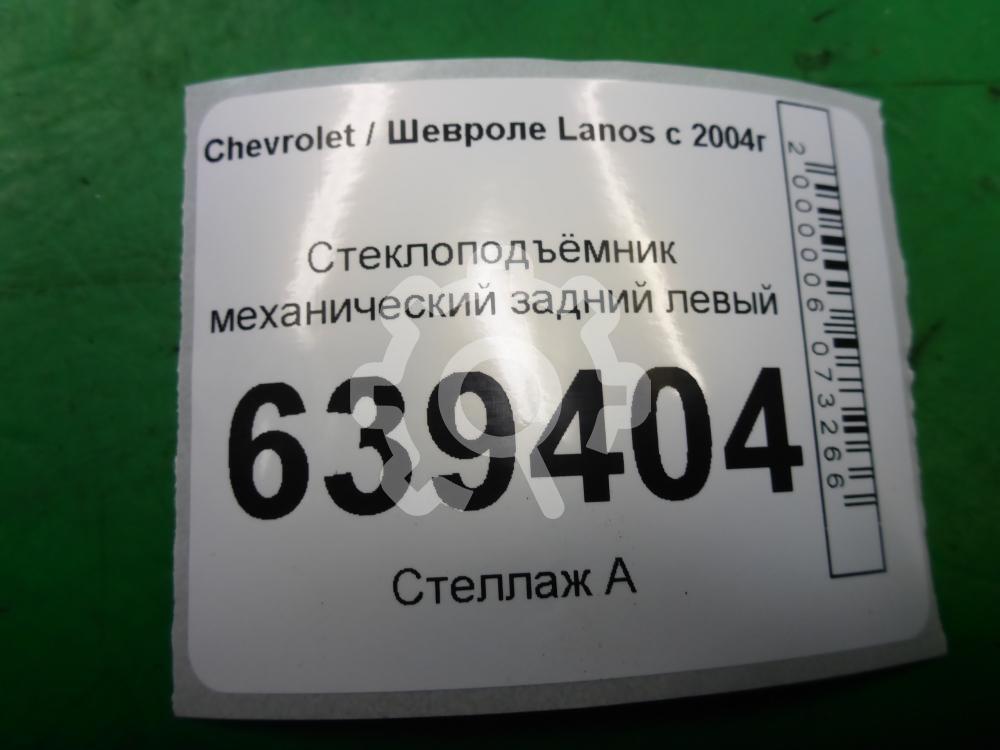 Chevrolet / Шевроле Lanos с 2004г
Стеклоподъёмник
механический задний левый
639404
Стеллаж А
2000006073266